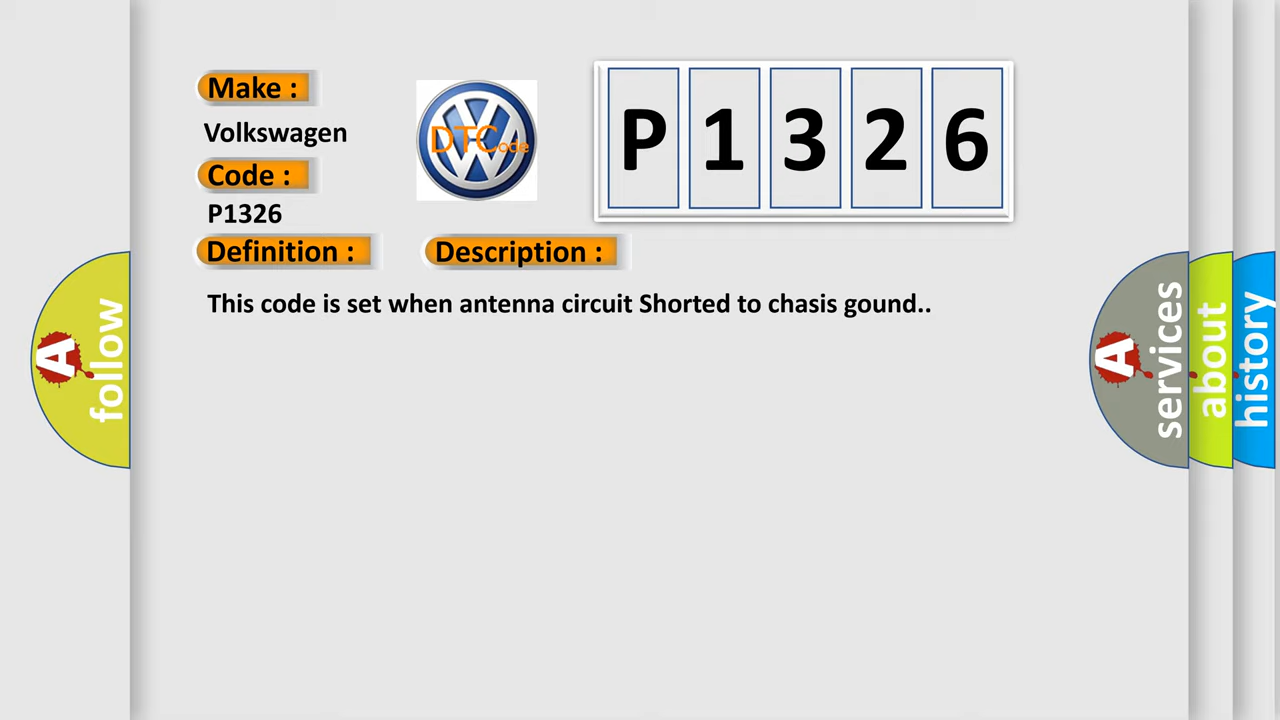 Make :
Volkswagen
Code :
P1326
Definition :
Description :
This code is set when antenna circuit Shorted to chasis gound..
DTCode
P 1 3 2 6
A follow
A services
about
history